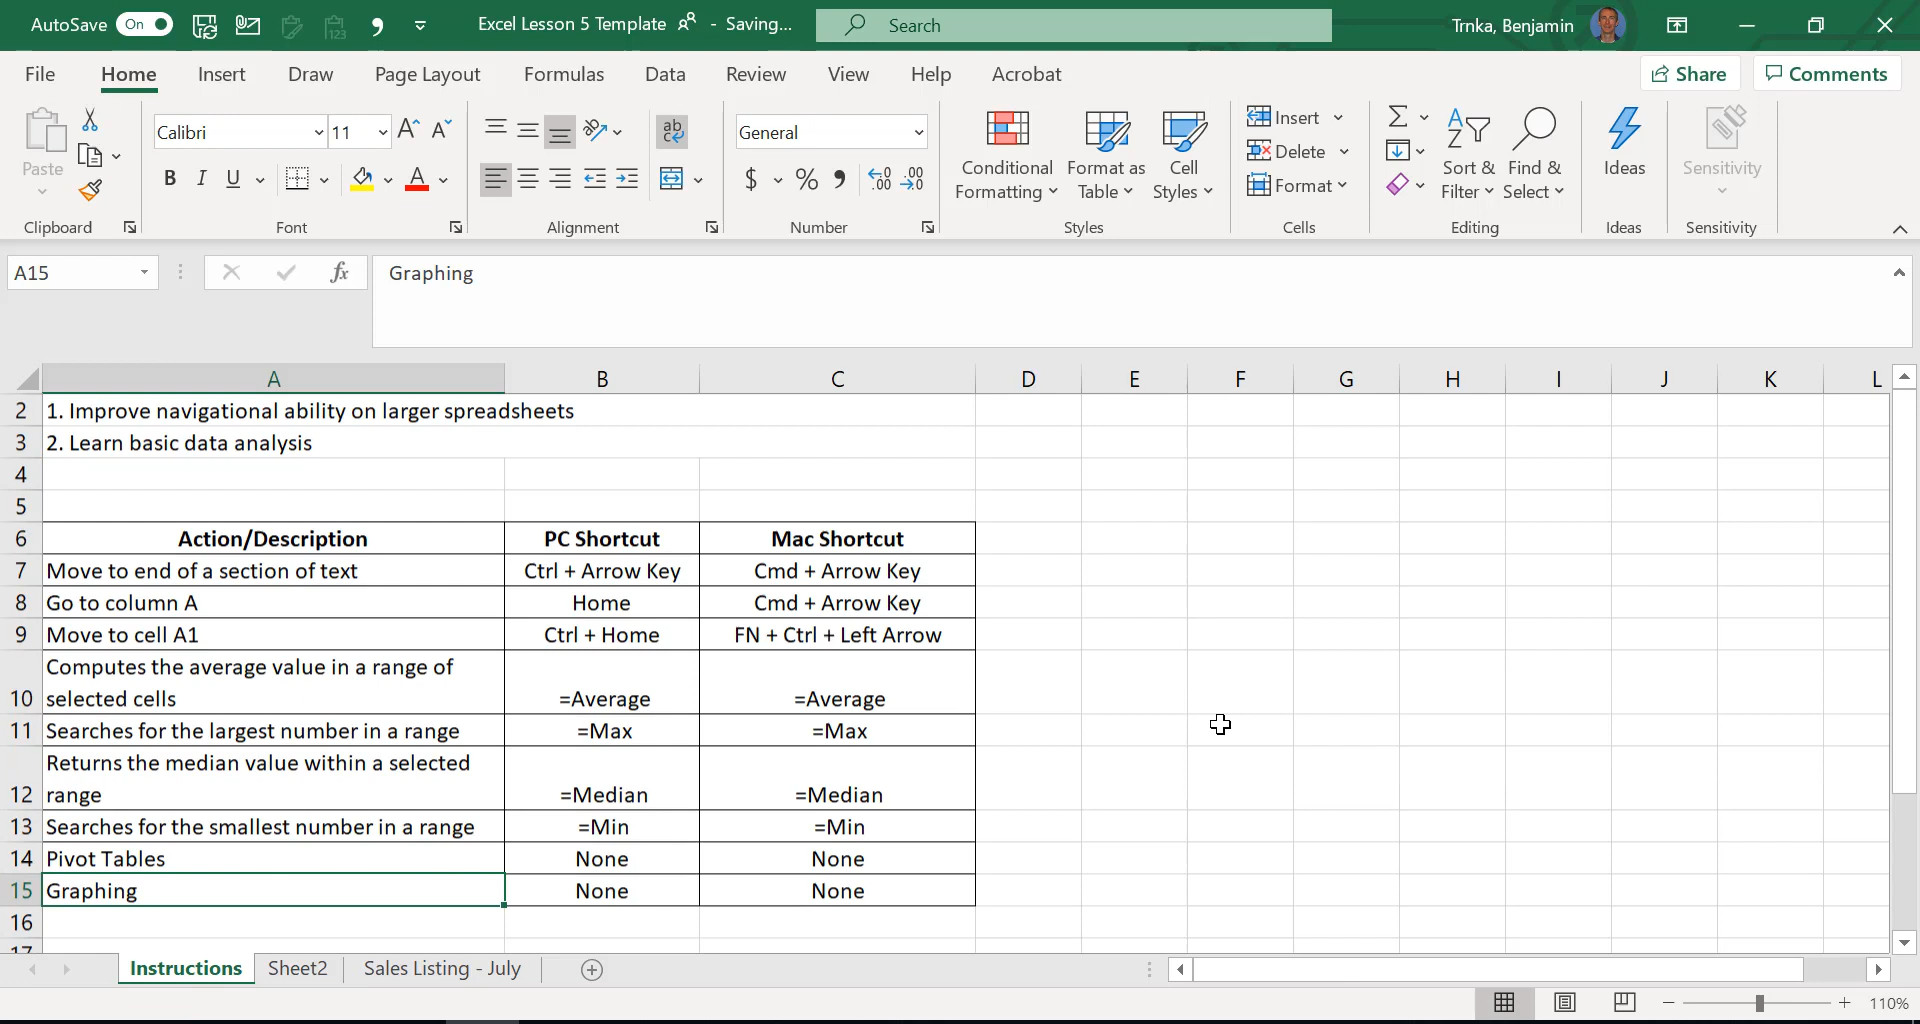 AutoSave On Excel Lesson 5 Template - Saving... Search Trnka, Benjamin
File Home Insert Draw Page Layout Formulas Data Review View Help Acrobat Share Comments
Paste
Clipboard
Calibri 11 A A
B I U A
Font
ab c
Alignment
General
$ % 9 .00 .00
Number
Conditional Formatting
Format as Table
Cell Styles
Styles
Insert
Delete
Format
Cells
Sort & Filter
Find & Select
Editing
Ideas
Ideas
Sensitivity
Sensitivity
A15 fx Graphing
A B C D E F G H I J K L
2 1. Improve navigational ability on larger spreadsheets
3 2. Learn basic data analysis
4
5
6 Action/Description PC Shortcut Mac Shortcut
7 Move to end of a section of text Ctrl + Arrow Key Cmd + Arrow Key
8 Go to column A Home Cmd + Arrow Key
9 Move to cell A1 Ctrl + Home FN + Ctrl + Left Arrow
Computes the average value in a range of
10 selected cells =Average =Average
11 Searches for the largest number in a range =Max =Max
Returns the median value within a selected
12 range =Median =Median
13 Searches for the smallest number in a range =Min =Min
14 Pivot Tables None None
15 Graphing None None
16
17
Instructions Sheet2 Sales Listing - July
110%